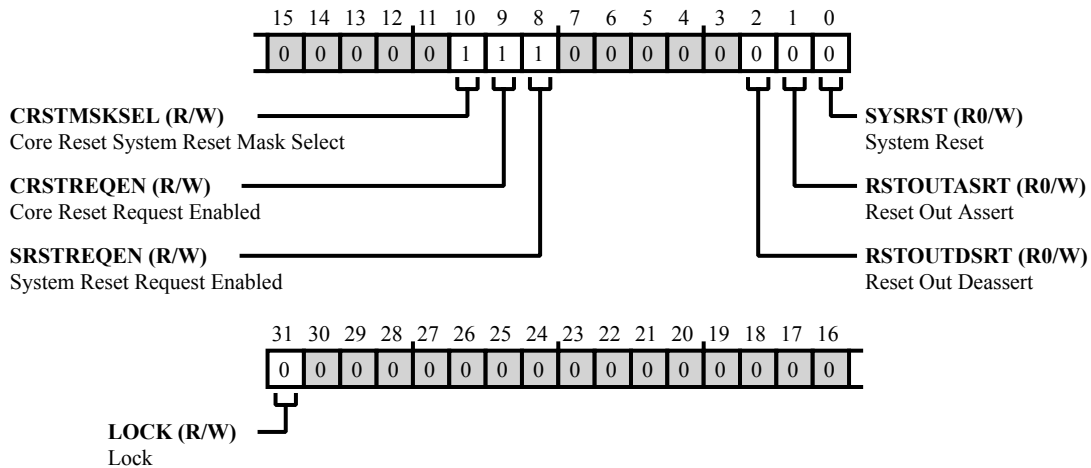 15 14 13 12 11 10 9 8 7 6 5 4 3 2 1 0
0 0 0 0 0 1 1 1 0 0 0 0 0 0 0 0
CRSTMSKSEL (R/W)
Core Reset System Reset Mask Select
CRSTREQEN (R/W)
Core Reset Request Enabled
SRSTREQEN (R/W)
System Reset Request Enabled
SYSRST (R0/W)
System Reset
RSTOUTASRT (R0/W)
Reset Out Assert
RSTOUTDSRT (R0/W)
Reset Out Deassert
31 30 29 28 27 26 25 24 23 22 21 20 19 18 17 16
0 0 0 0 0 0 0 0 0 0 0 0 0 0 0 0
LOCK (R/W)
Lock